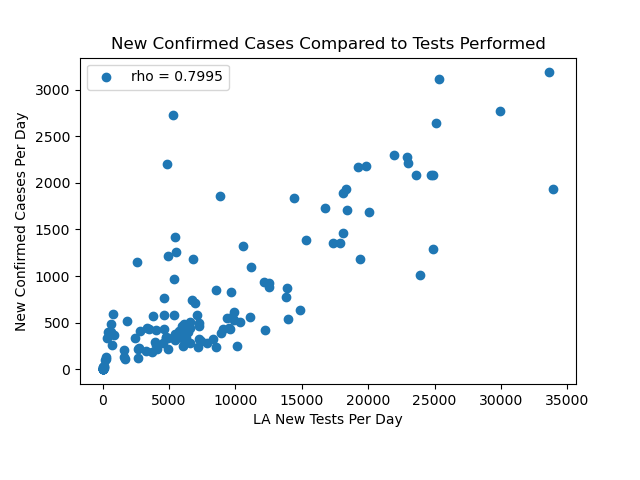 New Confirmed Cases Compared to Tests Performed
rho = 0.7995
New Confirmed Caeses Per Day
3000
2500
2000
1500
1000
500
0
0 5000 10000 15000 20000 25000 30000 35000
LA New Tests Per Day